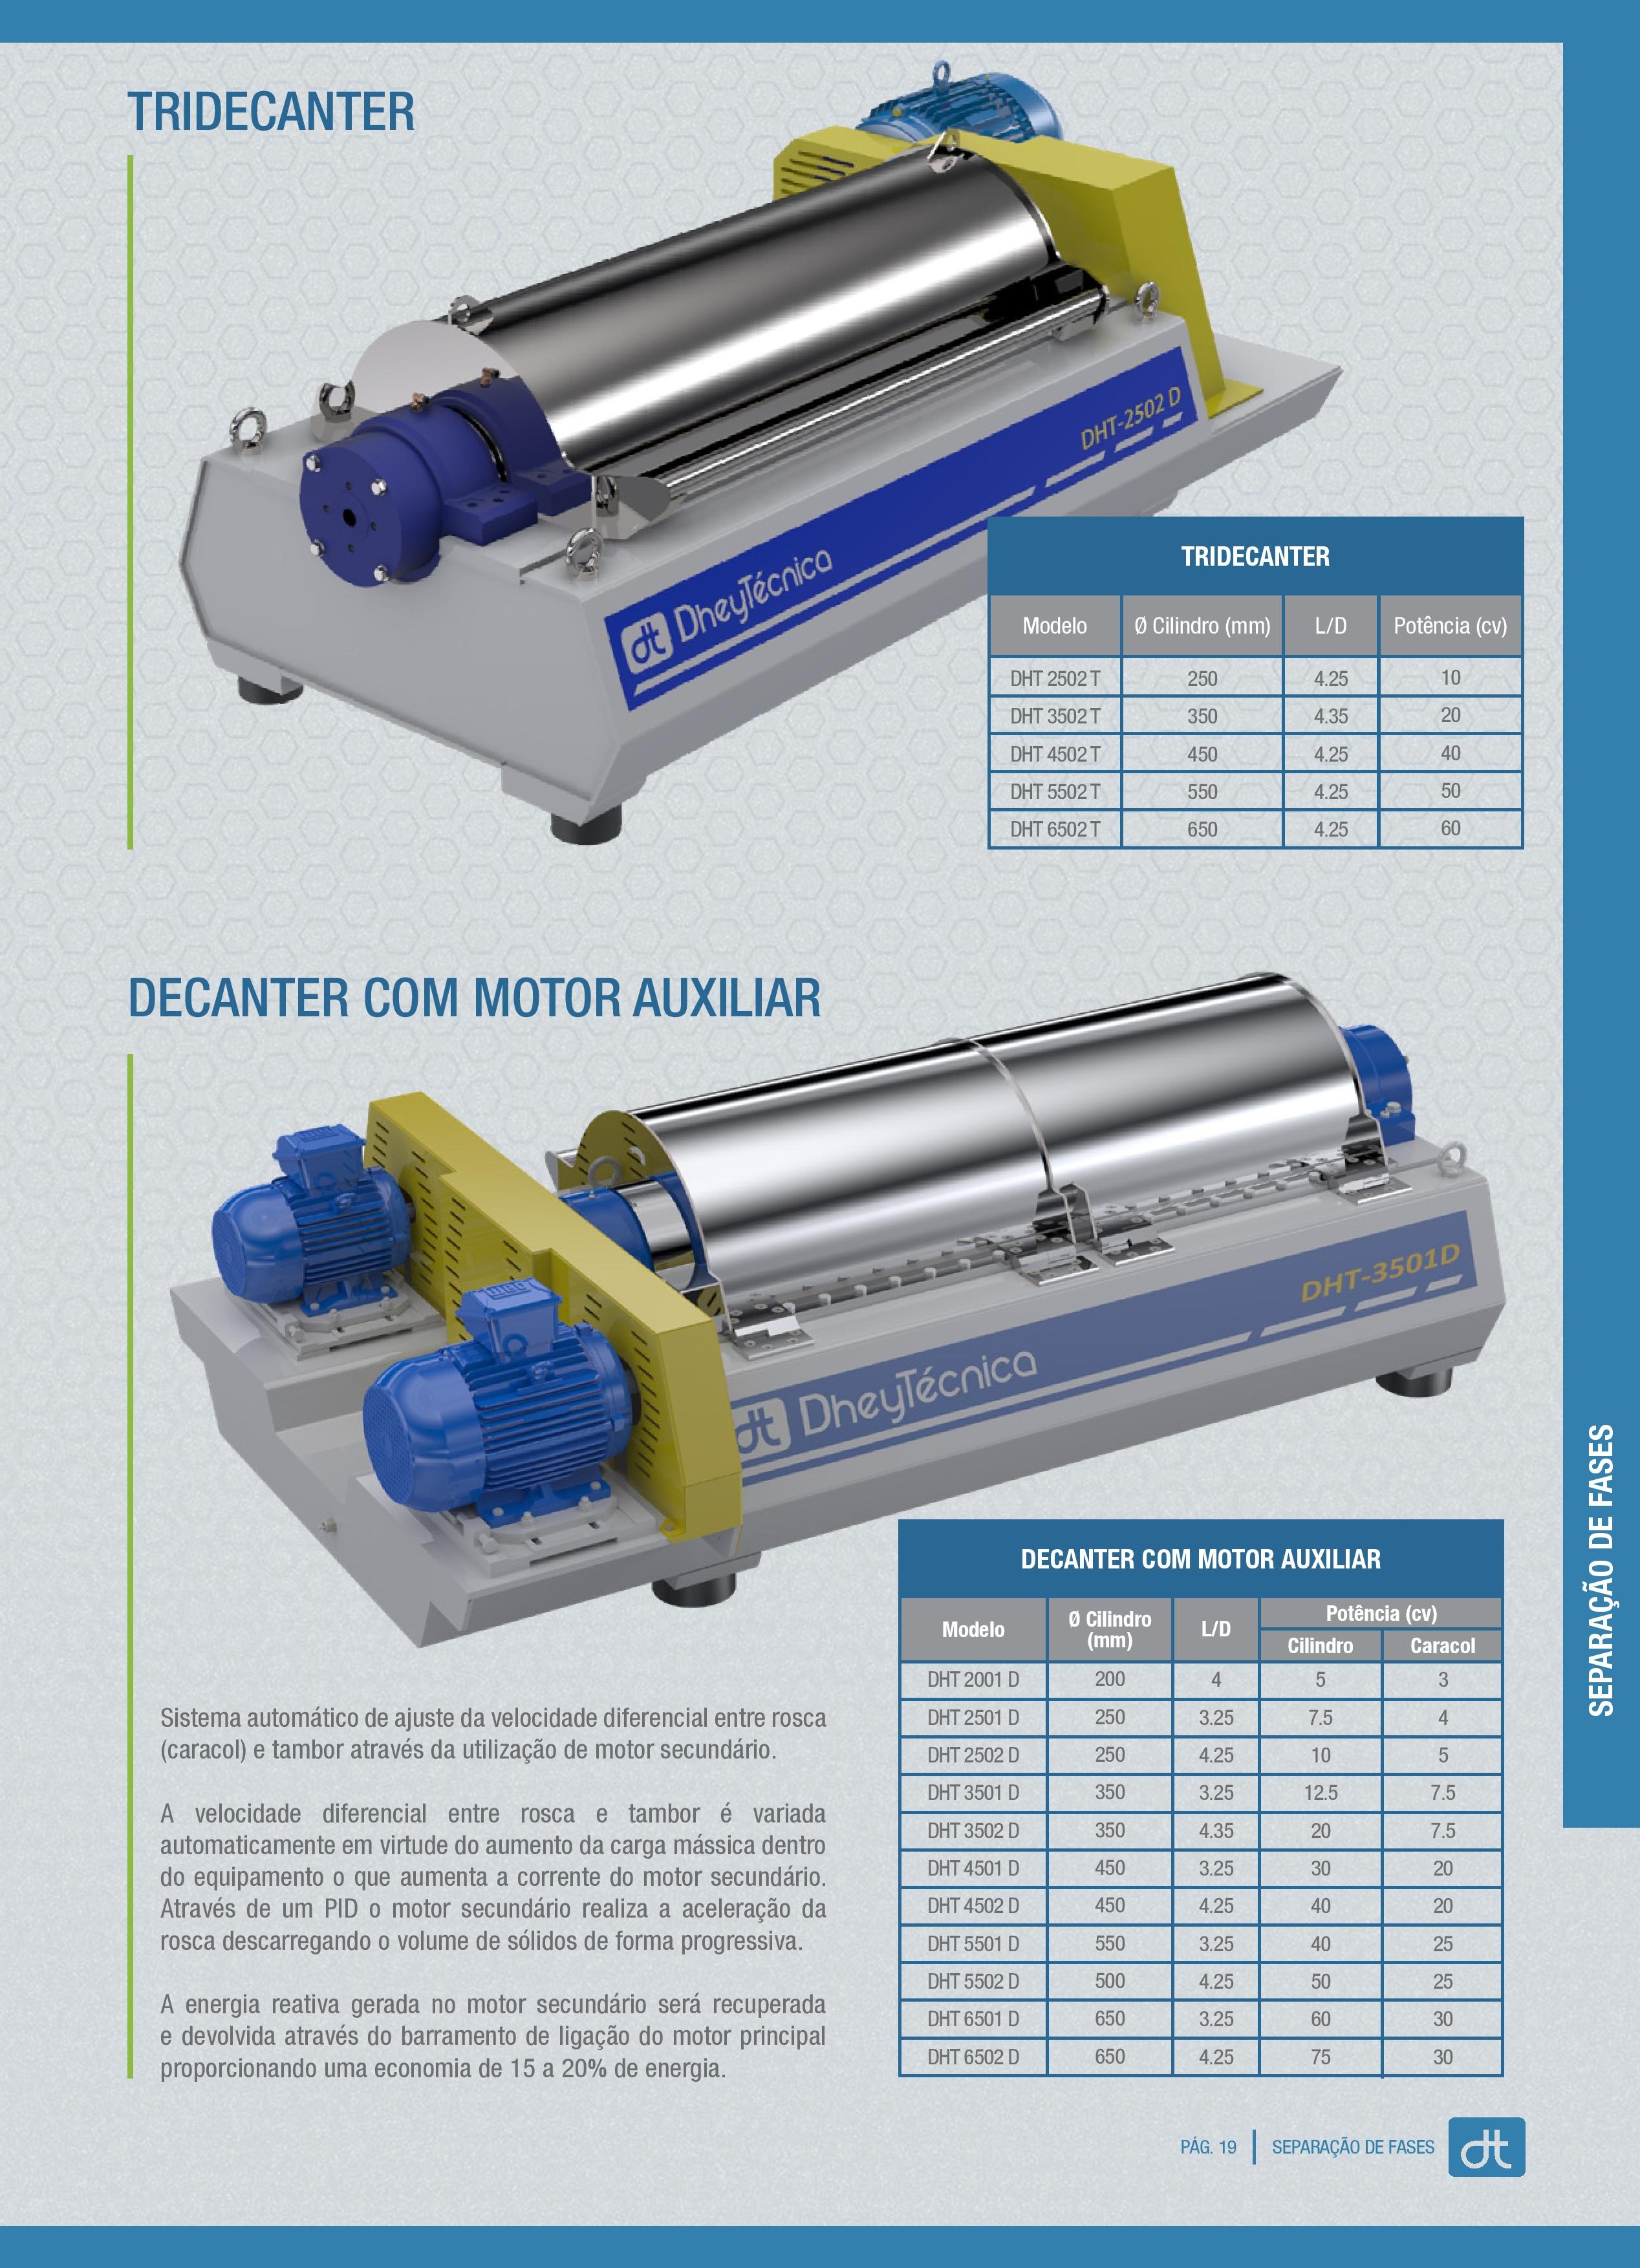 TRIDECANTER
DHT-2502 D
dt DheyTécnica
TRIDECANTER
Modelo Ø Cilindro (mm) L/D Potência (cv)
DHT 2502 T 250 4.25 10
DHT 3502 T 350 4.35 20
DHT 4502 T 450 4.25 40
DHT 5502 T 550 4.25 50
DHT 6502 T 650 4.25 60
DECANTER COM MOTOR AUXILIAR
WEG
DHT-3501D
dt DheyTécnica
SEPARAÇÃO DE FASES
DECANTER COM MOTOR AUXILIAR
Modelo Ø Cilindro (mm) L/D Potência (cv)
Cilindro Caracol
DHT 2001 D 200 4 5 3
DHT 2501 D 250 3.25 7.5 4
DHT 2502 D 250 4.25 10 5
DHT 3501 D 350 3.25 12.5 7.5
DHT 3502 D 350 4.35 20 7.5
DHT 4501 D 450 3.25 30 20
DHT 4502 D 450 4.25 40 20
DHT 5501 D 550 3.25 40 25
DHT 5502 D 500 4.25 50 25
DHT 6501 D 650 3.25 60 30
DHT 6502 D 650 4.25 75 30
Sistema automático de ajuste da velocidade diferencial entre rosca
(caracol) e tambor através da utilização de motor secundário.
A velocidade diferencial entre rosca e tambor é variada
automaticamente em virtude do aumento da carga mássica dentro
do equipamento o que aumenta a corrente do motor secundário.
Através de um PID o motor secundário realiza a aceleração da
rosca descarregando o volume de sólidos de forma progressiva.
A energia reativa gerada no motor secundário será recuperada
e devolvida através do barramento de ligação do motor principal
proporcionando uma economia de 15 a 20% de energia.
PÁG. 19 | SEPARAÇÃO DE FASES dt